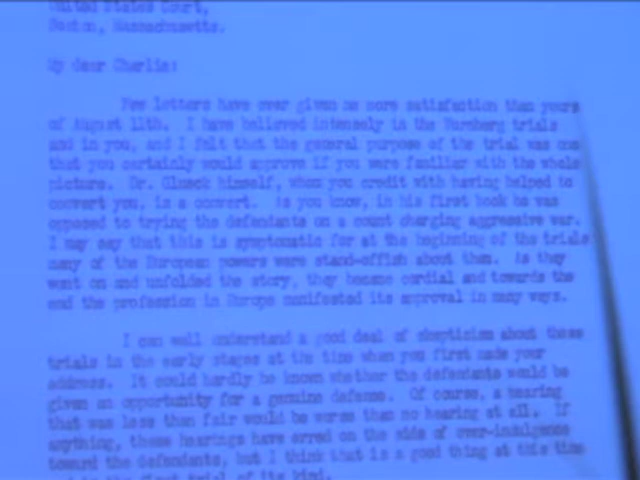 United States Court,
Boston, Massachusetts.
My dear Charlie:
Few letters have ever given me more satisfaction than yours
of August 11th. I have believed intensely in the Nurnberg trials
and in you, and I felt that the general purpose of the trial was one
that you certainly would approve if you were familiar with the whole
picture. Dr. Glueck himself, whom you credit with having helped to
convert you, is a convert. As you know, in his first book he was
opposed to trying the defendants on a count charging aggressive war.
I may say that this is symptomatic for at the beginning of the trials
many of the European powers were stand-offish about them. As they
went on and unfolded the story, they became cordial and towards the
end the profession in Europe manifested its approval in many ways.
I can well understand a good deal of skepticism about these
trials in the early stages at the time when you first made your
address. It could hardly be known whether the defendants would be
given an opportunity for a genuine defense. Of course, a hearing
that was less than fair would be worse than no hearing at all. If
anything, these hearings have erred on the side of over-indulgence
toward the defendants, but I think that is a good thing at this time
the first trial of its kind.